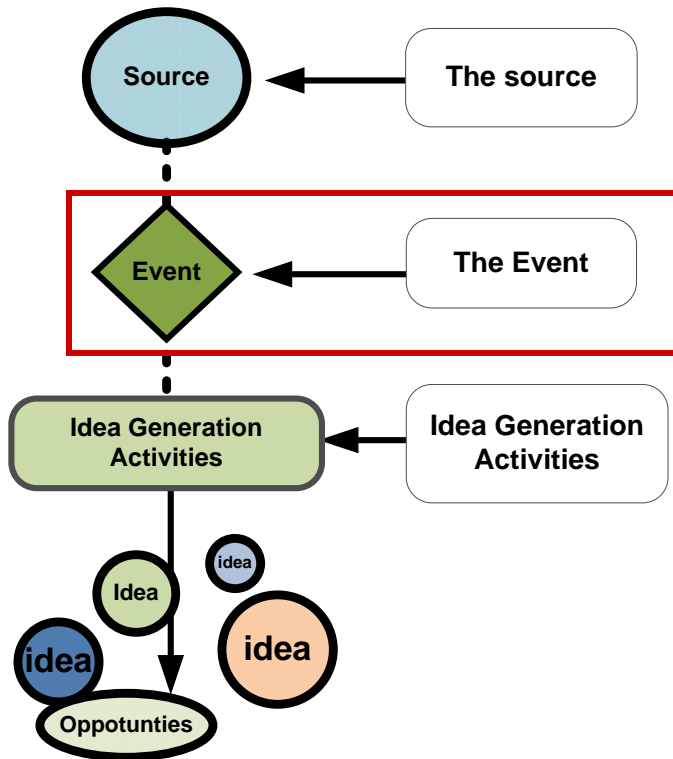 Source
The source
Event
The Event
Idea Generation
Activities
Idea Generation
Activities
idea
Idea
idea
idea
Oppotunties